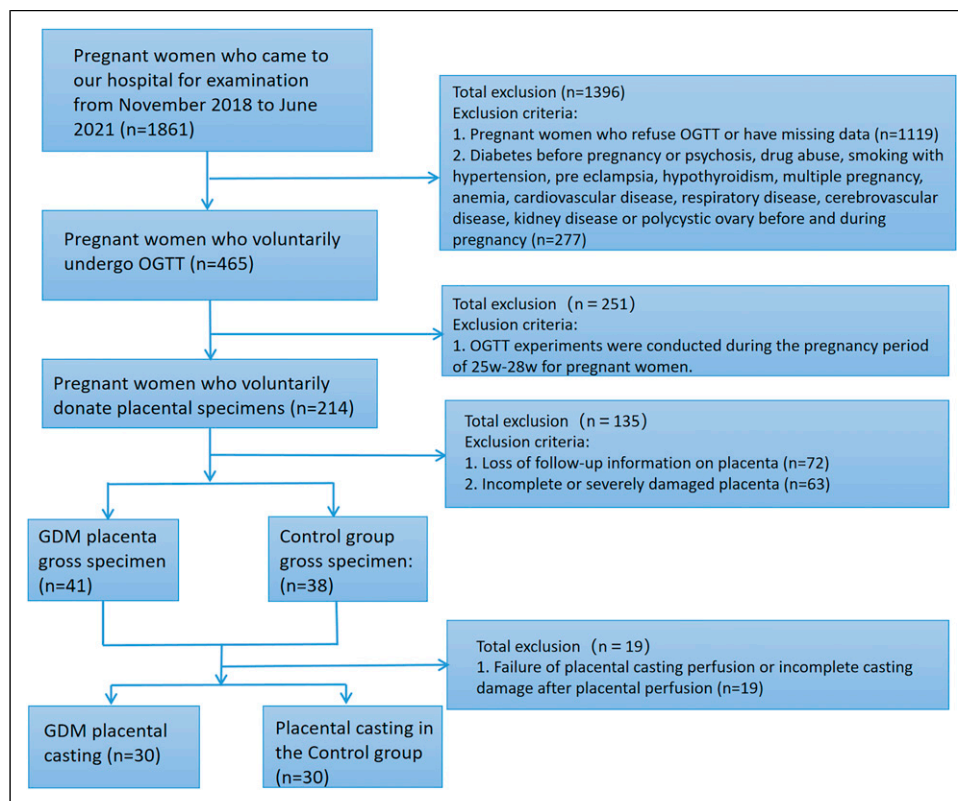 Pregnant women who came to
our hospital for examination
from November 2018 to June
2021 (n=1861)
Total exclusion (n=1396)
Exclusion criteria:
1. Pregnant women who refuse OGTT or have missing data (n=1119)
2. Diabetes before pregnancy or psychosis, drug abuse, smoking with
hypertension, pre eclampsia, hypothyroidism, multiple pregnancy,
anemia, cardiovascular disease, respiratory disease, cerebrovascular
disease, kidney disease or polycystic ovary before and during
pregnancy (n=277)
Pregnant women who voluntarily
undergo OGTT (n=465)
Total exclusion (n = 251)
Exclusion criteria:
1. OGTT experiments were conducted during the pregnancy period
of 25w-28w for pregnant women.
Pregnant women who voluntarily
donate placental specimens (n=214)
Total exclusion (n = 135)
Exclusion criteria:
1. Loss of follow-up information on placenta (n=72)
2. Incomplete or severely damaged placenta (n=63)
GDM placenta
gross specimen
(n=41)
Control group
gross specimen:
(n=38)
Total exclusion (n = 19)
1. Failure of placental casting perfusion or incomplete casting
damage after placental perfusion (n=19)
GDM placental
casting (n=30)
Placental casting in
the Control group
(n=30)